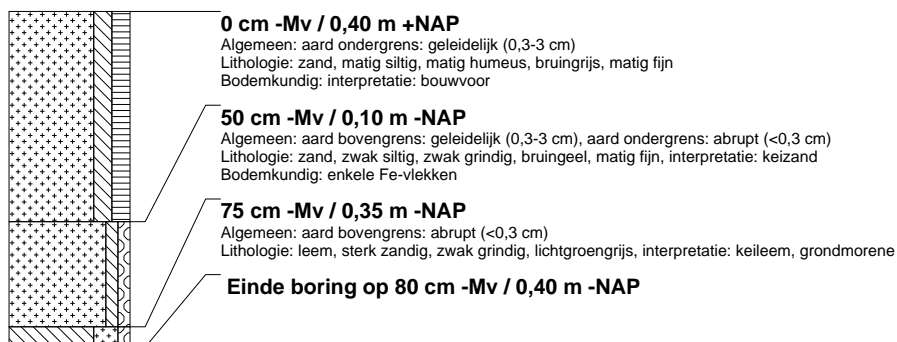 0 cm -Mv / 0,40 m +NAP
Algemeen: aard ondergrens: geleidelijk (0,3-3 cm)
Lithologie: zand, matig siltig, matig humeus, bruingrijs, matig fijn
Bodemkundig: interpretatie: bouwvoor
50 cm -Mv / 0,10 m -NAP
Algemeen: aard bovengrens: geleidelijk (0,3-3 cm), aard ondergrens: abrupt (<0,3 cm)
Lithologie: zand, zwak siltig, zwak grindig, bruingeel, matig fijn, interpretatie: keizand
Bodemkundig: enkele Fe-vlekken
75 cm -Mv / 0,35 m -NAP
Algemeen: aard bovengrens: abrupt (<0,3 cm)
Lithologie: leem, sterk zandig, zwak grindig, lichtgroengrijs, interpretatie: keileem, grondmorene
Einde boring op 80 cm -Mv / 0,40 m -NAP